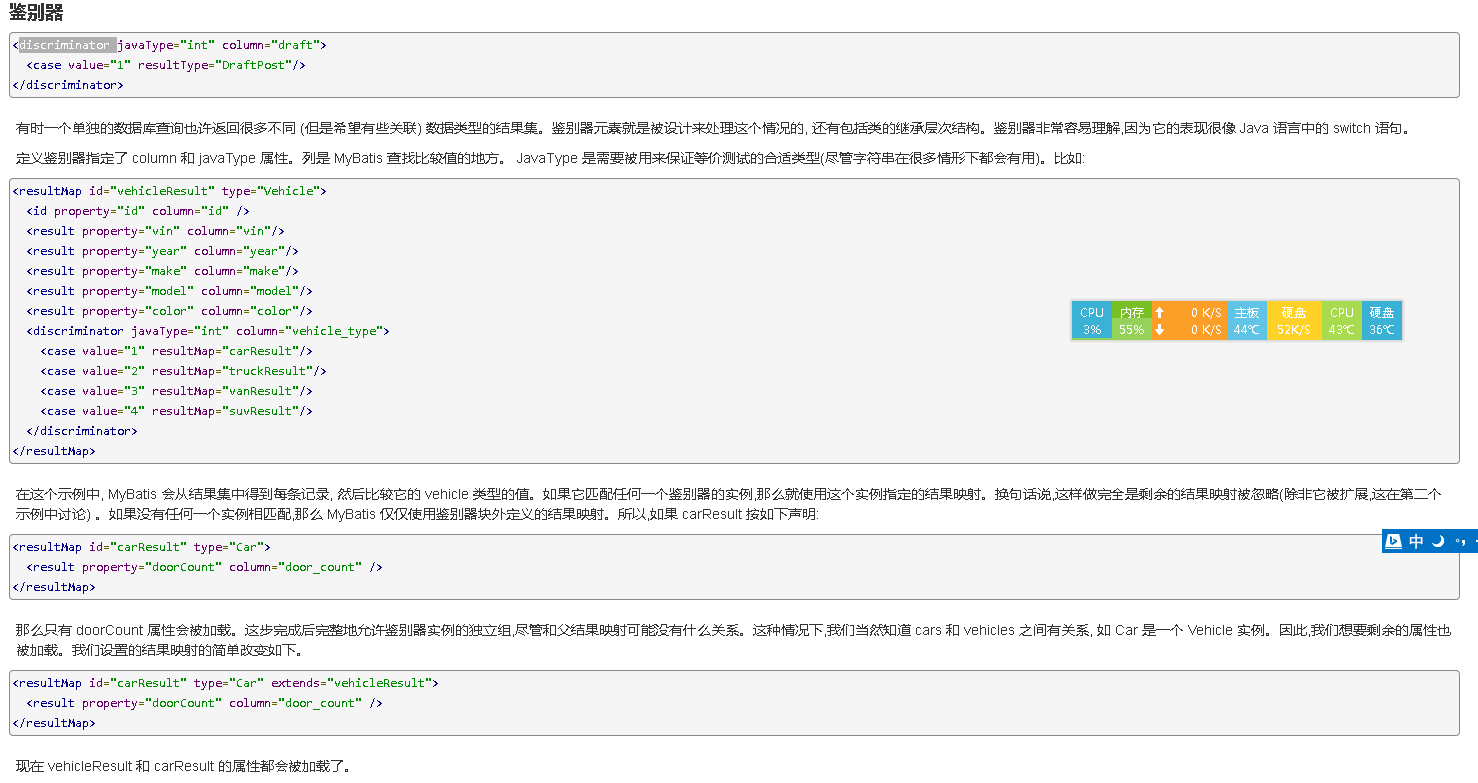 鉴别器
<discriminator javaType="int" column="draft">
  <case value="1" resultType="DraftPost"/>
</discriminator>
有时一个单独的数据库查询也许返回很多不同 (但是希望有些关联) 数据类型的结果集。鉴别器元素就是被设计来处理这个情况的, 还有包括类的继承层次结构。鉴别器非常容易理解,因为它的表现很像 Java 语言中的 switch 语句。
定义鉴别器指定了 column 和 javaType 属性。列是 MyBatis 查找比较值的地方。 JavaType 是需要被用来保证等价测试的合适类型(尽管字符串在很多情形下都会有用)。比如:
<resultMap id="vehicleResult" type="Vehicle">
  <id property="id" column="id" />
  <result property="vin" column="vin"/>
  <result property="year" column="year"/>
  <result property="make" column="make"/>
  <result property="model" column="model"/>
  <result property="color" column="color"/>
  <discriminator javaType="int" column="vehicle_type">
    <case value="1" resultMap="carResult"/>
    <case value="2" resultMap="truckResult"/>
    <case value="3" resultMap="vanResult"/>
    <case value="4" resultMap="suvResult"/>
  </discriminator>
</resultMap>
CPU 内存 0 K/S 主板 硬盘 CPU 硬盘
3% 55% 0 K/S 44℃ 52K/S 43℃ 36℃
在这个示例中, MyBatis 会从结果集中得到每条记录, 然后比较它的 vehicle 类型的值。如果它匹配任何一个鉴别器的实例,那么就使用这个实例指定的结果映射。换句话说,这样做完全是剩余的结果映射被忽略(除非它被扩展,这在第二个
示例中讨论) 。如果没有任何一个实例相匹配,那么 MyBatis 仅仅使用鉴别器块外定义的结果映射。所以,如果 carResult 按如下声明:
<resultMap id="carResult" type="Car">
  <result property="doorCount" column="door_count" />
</resultMap>
中
那么只有 doorCount 属性会被加载。这步完成后完整地允许鉴别器实例的独立组,尽管和父结果映射可能没有什么关系。这种情况下,我们当然知道 cars 和 vehicles 之间有关系, 如 Car 是一个 Vehicle 实例。因此,我们想要剩余的属性也
被加载。我们设置的结果映射的简单改变如下。
<resultMap id="carResult" type="Car" extends="vehicleResult">
  <result property="doorCount" column="door_count" />
</resultMap>
现在 vehicleResult 和 carResult 的属性都会被加载了。